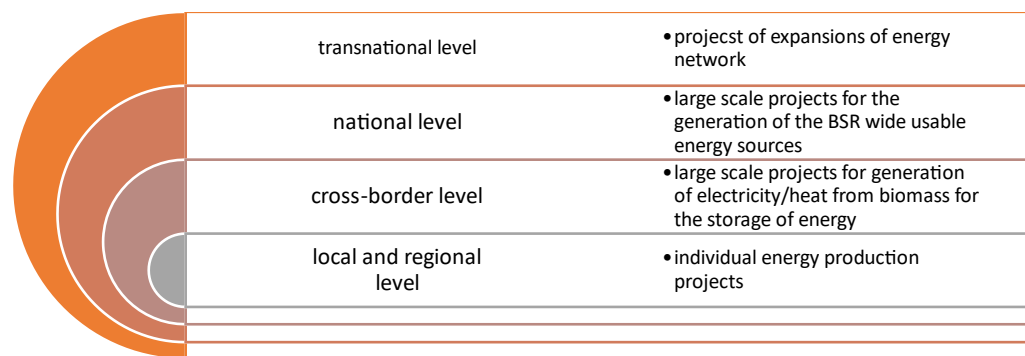 transnational level
• projecst of expansions of energy
network
national level
• large scale projects for the
generation of the BSR wide usable
energy sources
cross-border level
• large scale projects for generation
of electricity/heat from biomass for
the storage of energy
local and regional
level
• individual energy production
projects